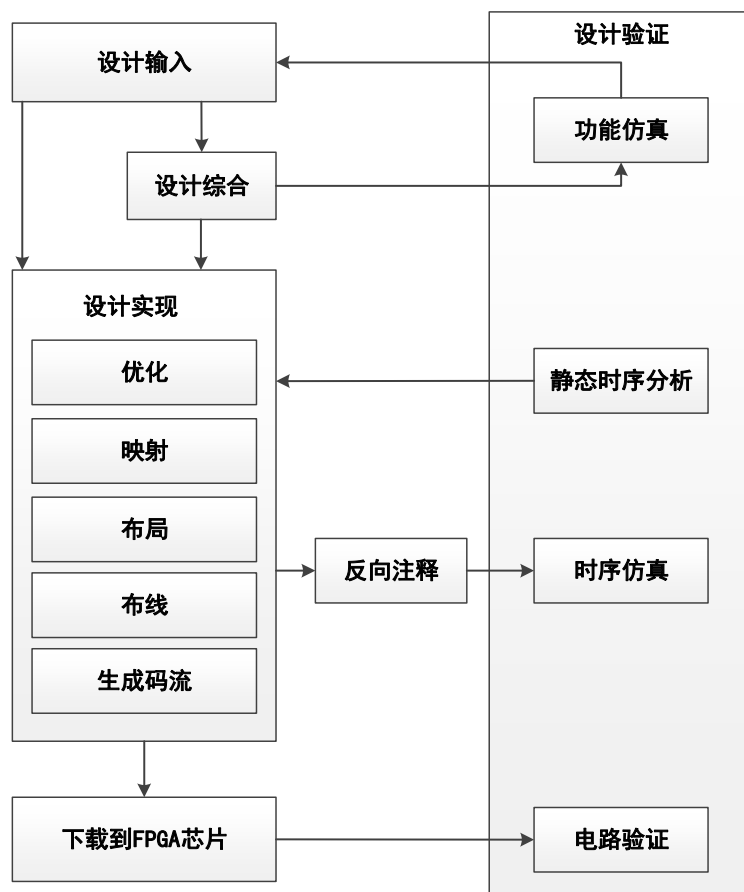 设计输入
设计验证
功能仿真
设计综合
设计实现
优化
静态时序分析
映射
布局
反向注释
时序仿真
布线
生成码流
下载到FPGA芯片
电路验证